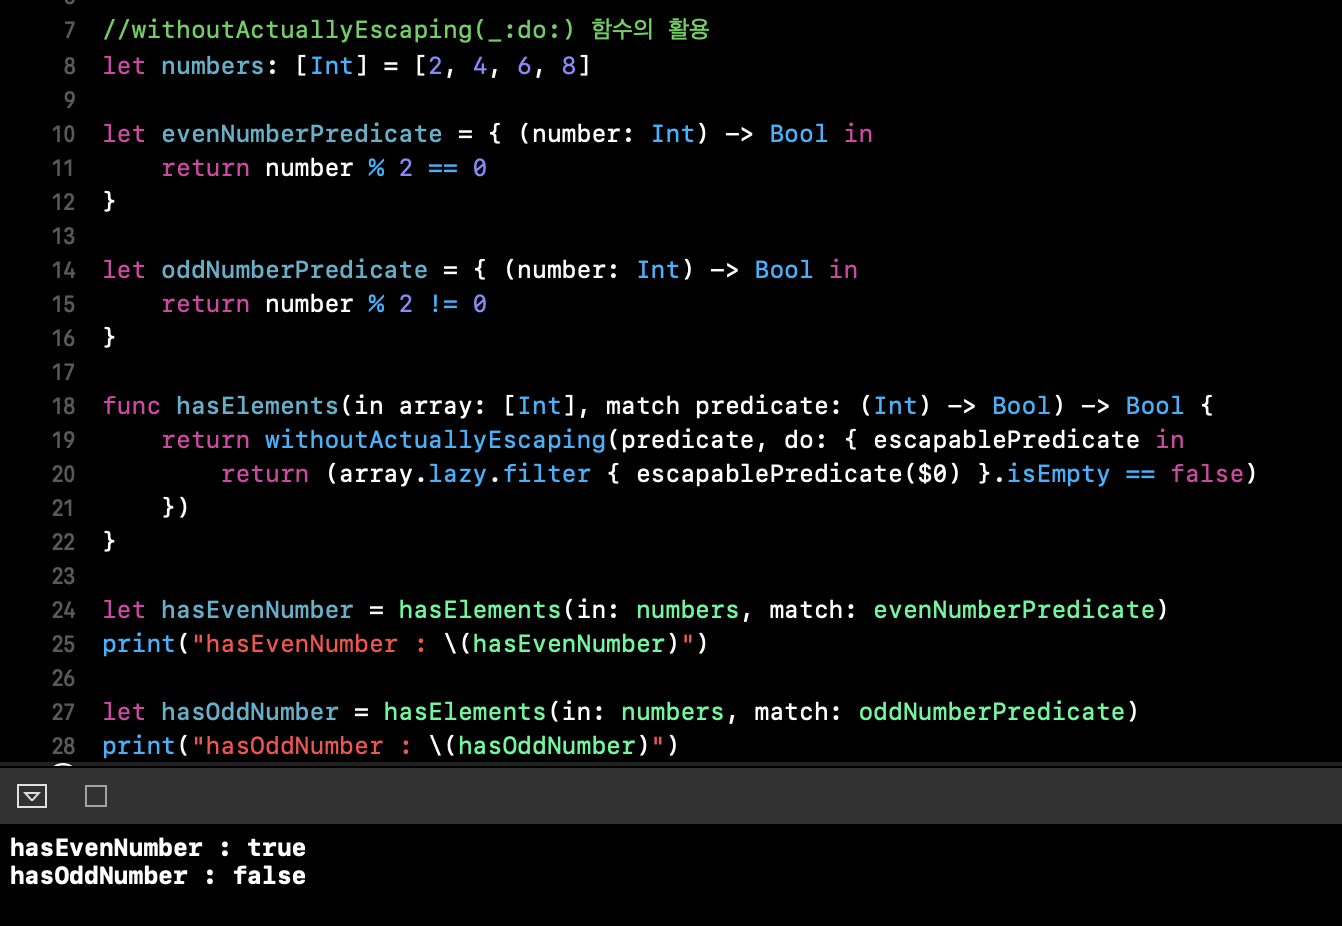 7 //withoutActuallyEscaping(_:do:) 함수의 활용
8 let numbers: [Int] = [2, 4, 6, 8]
9
10 let evenNumberPredicate = { (number: Int) -> Bool in
11     return number % 2 == 0
12 }
13
14 let oddNumberPredicate = { (number: Int) -> Bool in
15     return number % 2 != 0
16 }
17
18 func hasElements(in array: [Int], match predicate: (Int) -> Bool) -> Bool {
19     return withoutActuallyEscaping(predicate, do: { escapablePredicate in
20         return (array.lazy.filter { escapablePredicate($0) }.isEmpty == false)
21     })
22 }
23
24 let hasEvenNumber = hasElements(in: numbers, match: evenNumberPredicate)
25 print("hasEvenNumber : \(hasEvenNumber)")
26
27 let hasOddNumber = hasElements(in: numbers, match: oddNumberPredicate)
28 print("hasOddNumber : \(hasOddNumber)")
hasEvenNumber : true
hasOddNumber : false